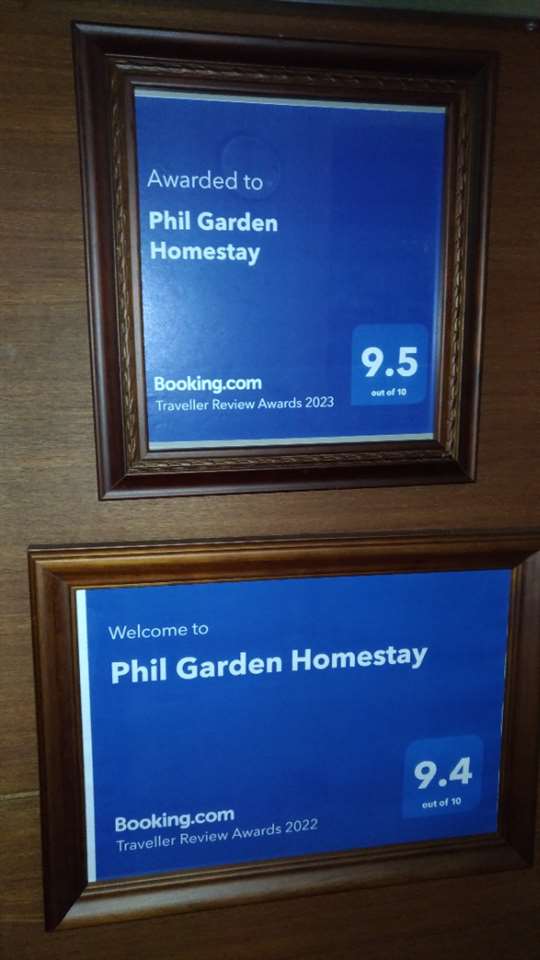 Awarded to
Phil Garden
Homestay
9.5
out of 10
Booking.com
Traveller Review Awards 2023
Welcome to
Phil Garden Homestay
9.4
out of 10
Booking.com
Traveller Review Awards 2022